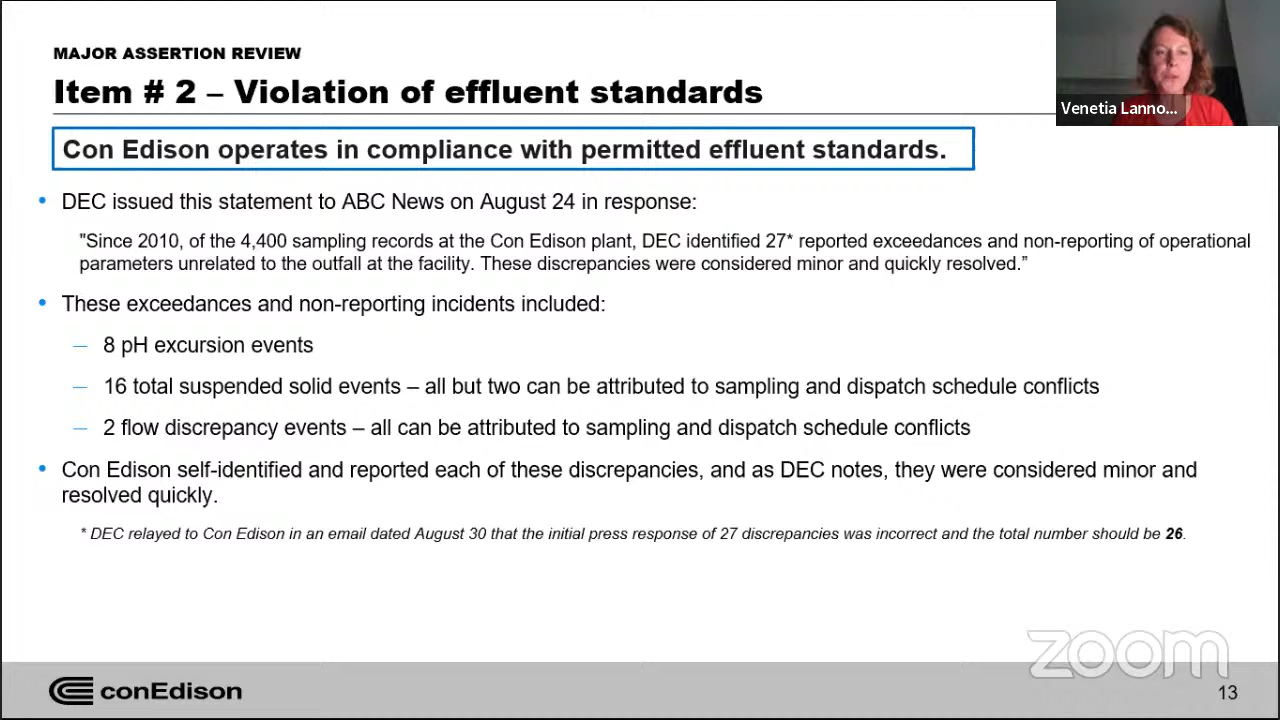 MAJOR ASSERTION REVIEW
Item # 2 – Violation of effluent standards
Venetia Lanno...
Con Edison operates in compliance with permitted effluent standards.
• DEC issued this statement to ABC News on August 24 in response:
"Since 2010, of the 4,400 sampling records at the Con Edison plant, DEC identified 27* reported exceedances and non-reporting of operational
parameters unrelated to the outfall at the facility. These discrepancies were considered minor and quickly resolved.”
• These exceedances and non-reporting incidents included:
– 8 pH excursion events
– 16 total suspended solid events – all but two can be attributed to sampling and dispatch schedule conflicts
– 2 flow discrepancy events – all can be attributed to sampling and dispatch schedule conflicts
• Con Edison self-identified and reported each of these discrepancies, and as DEC notes, they were considered minor and
resolved quickly.
* DEC relayed to Con Edison in an email dated August 30 that the initial press response of 27 discrepancies was incorrect and the total number should be 26.
zoom
conEdison
13